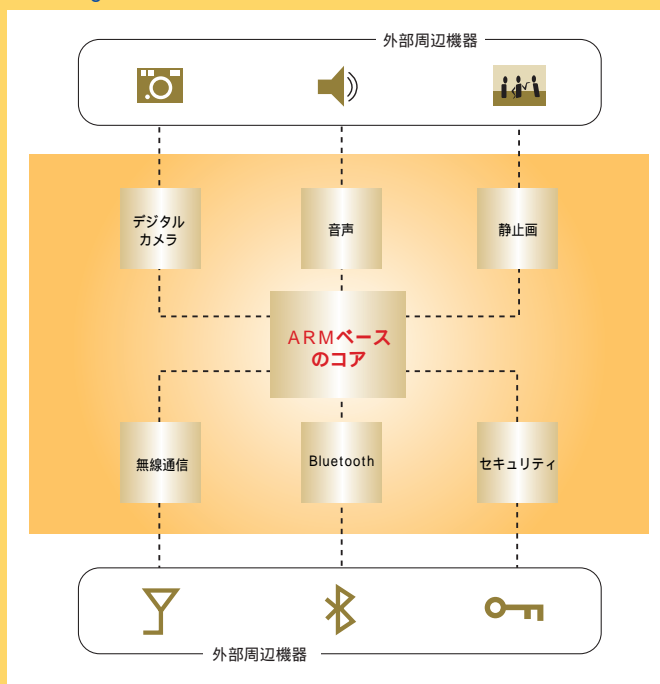 外部周辺機器
デジタル
カメラ
音声
静止画
ARMベース
のコア
無線通信
Bluetooth
セキュリティ
外部周辺機器